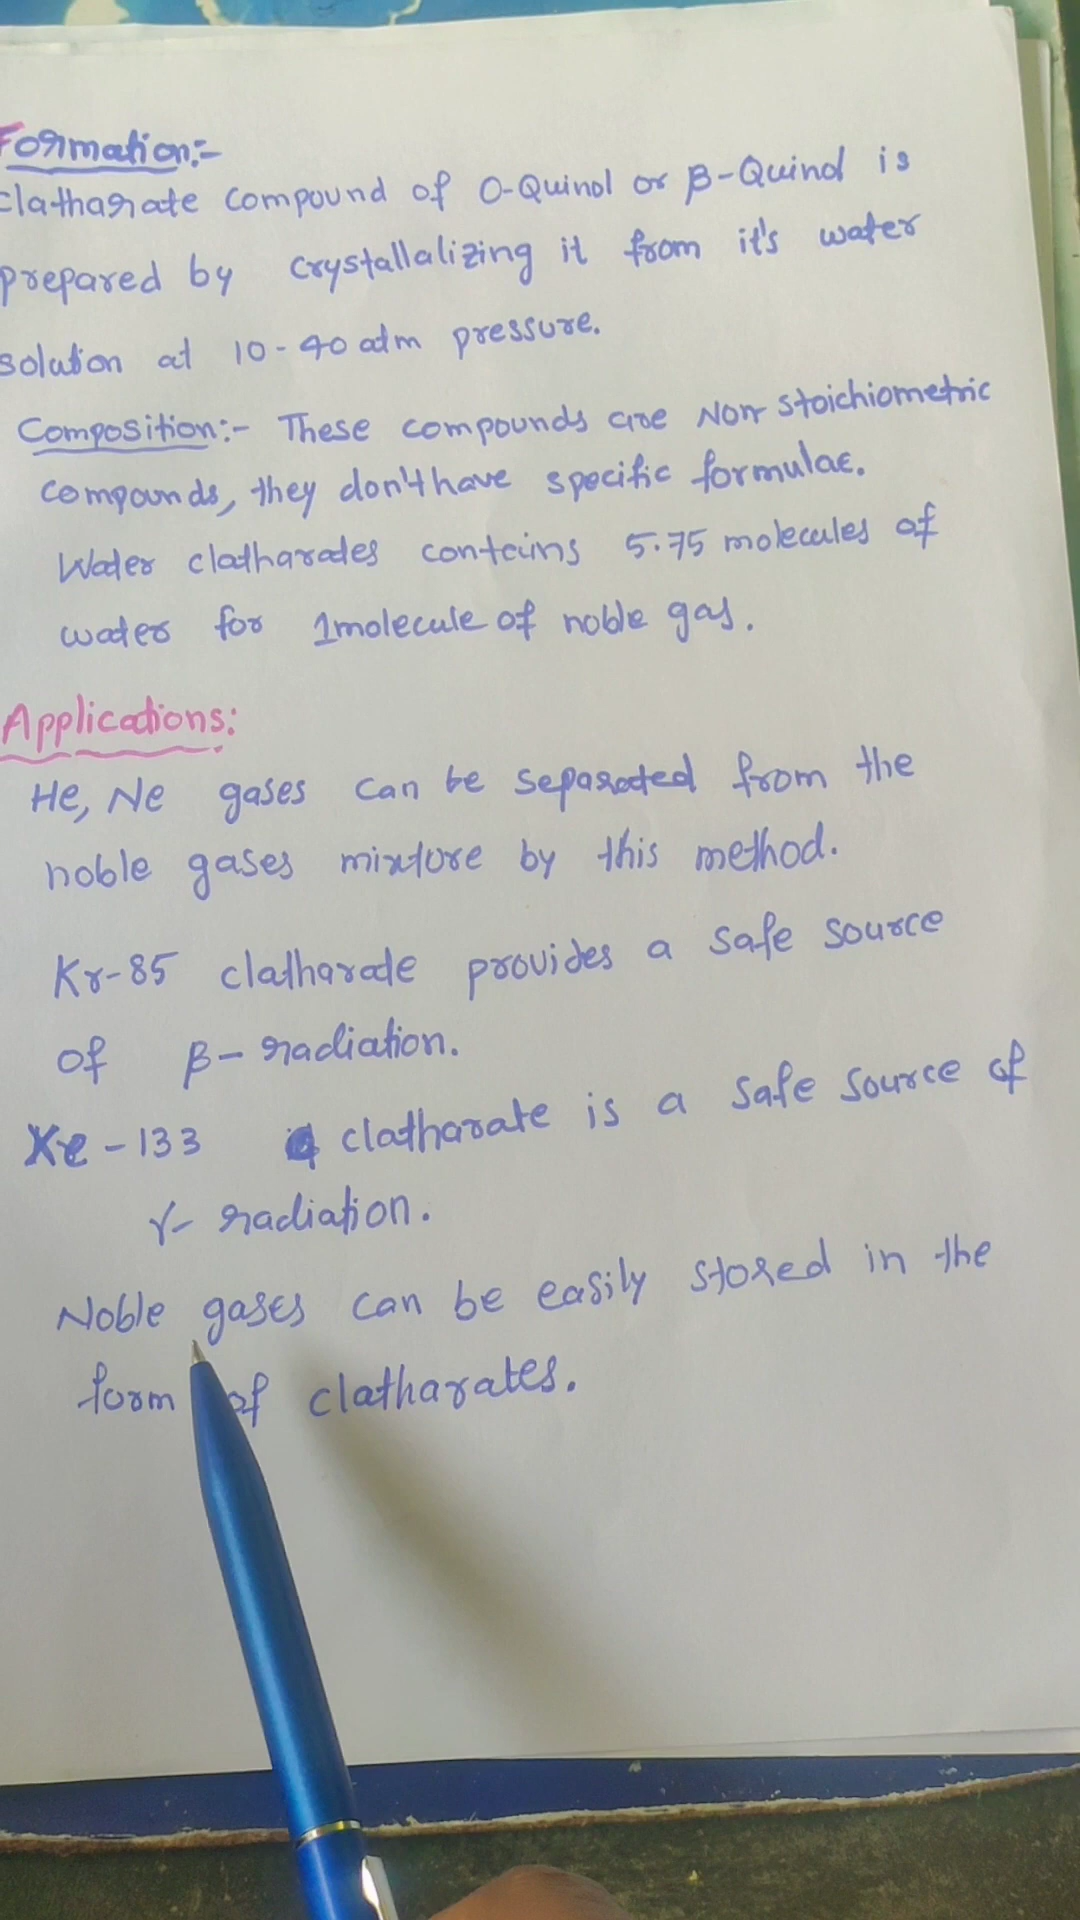 Formation:-
clatharate compound of O-Quinol or β-Quinol is
prepared by crystallalizing it from it's water
solution at 10-40 atm pressure.
Composition:- These compounds are Non stoichiometric
compounds, they don't have specific formulae.
Water clatharates contains 5.75 molecules of
water for 1molecule of noble gas.
Applications:
He, Ne gases can be separated from the
noble gases mixture by this method.
Kr-85 clatharate provides a safe source
of β- radiation.
Xe-133 clatharate is a safe source of
γ- radiation.
Noble gases can be easily stored in the
form of clatharates.